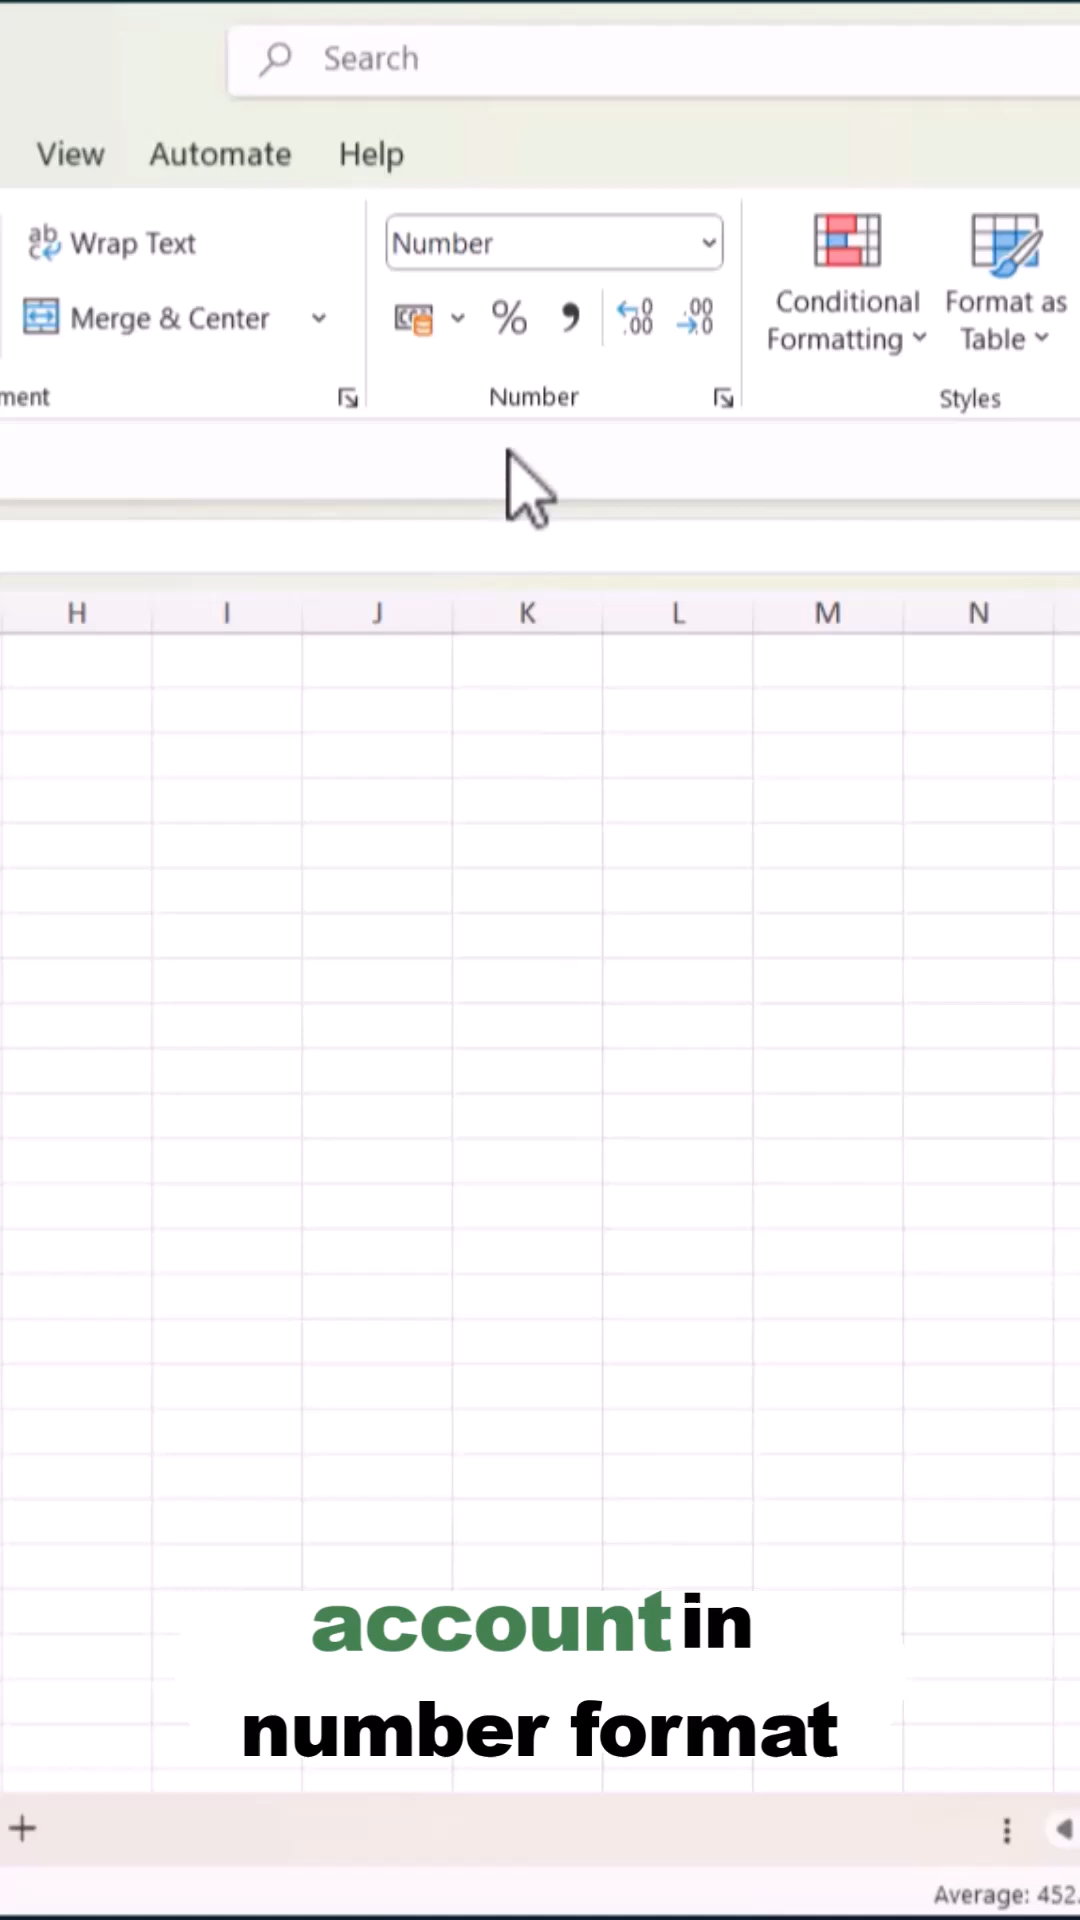 Search
View Automate Help
Wrap Text
Number
Conditional Formatting
Format as Table
Merge & Center
%
ment
Number
Styles
H I J K L M N
account in
number format
Average: 452.